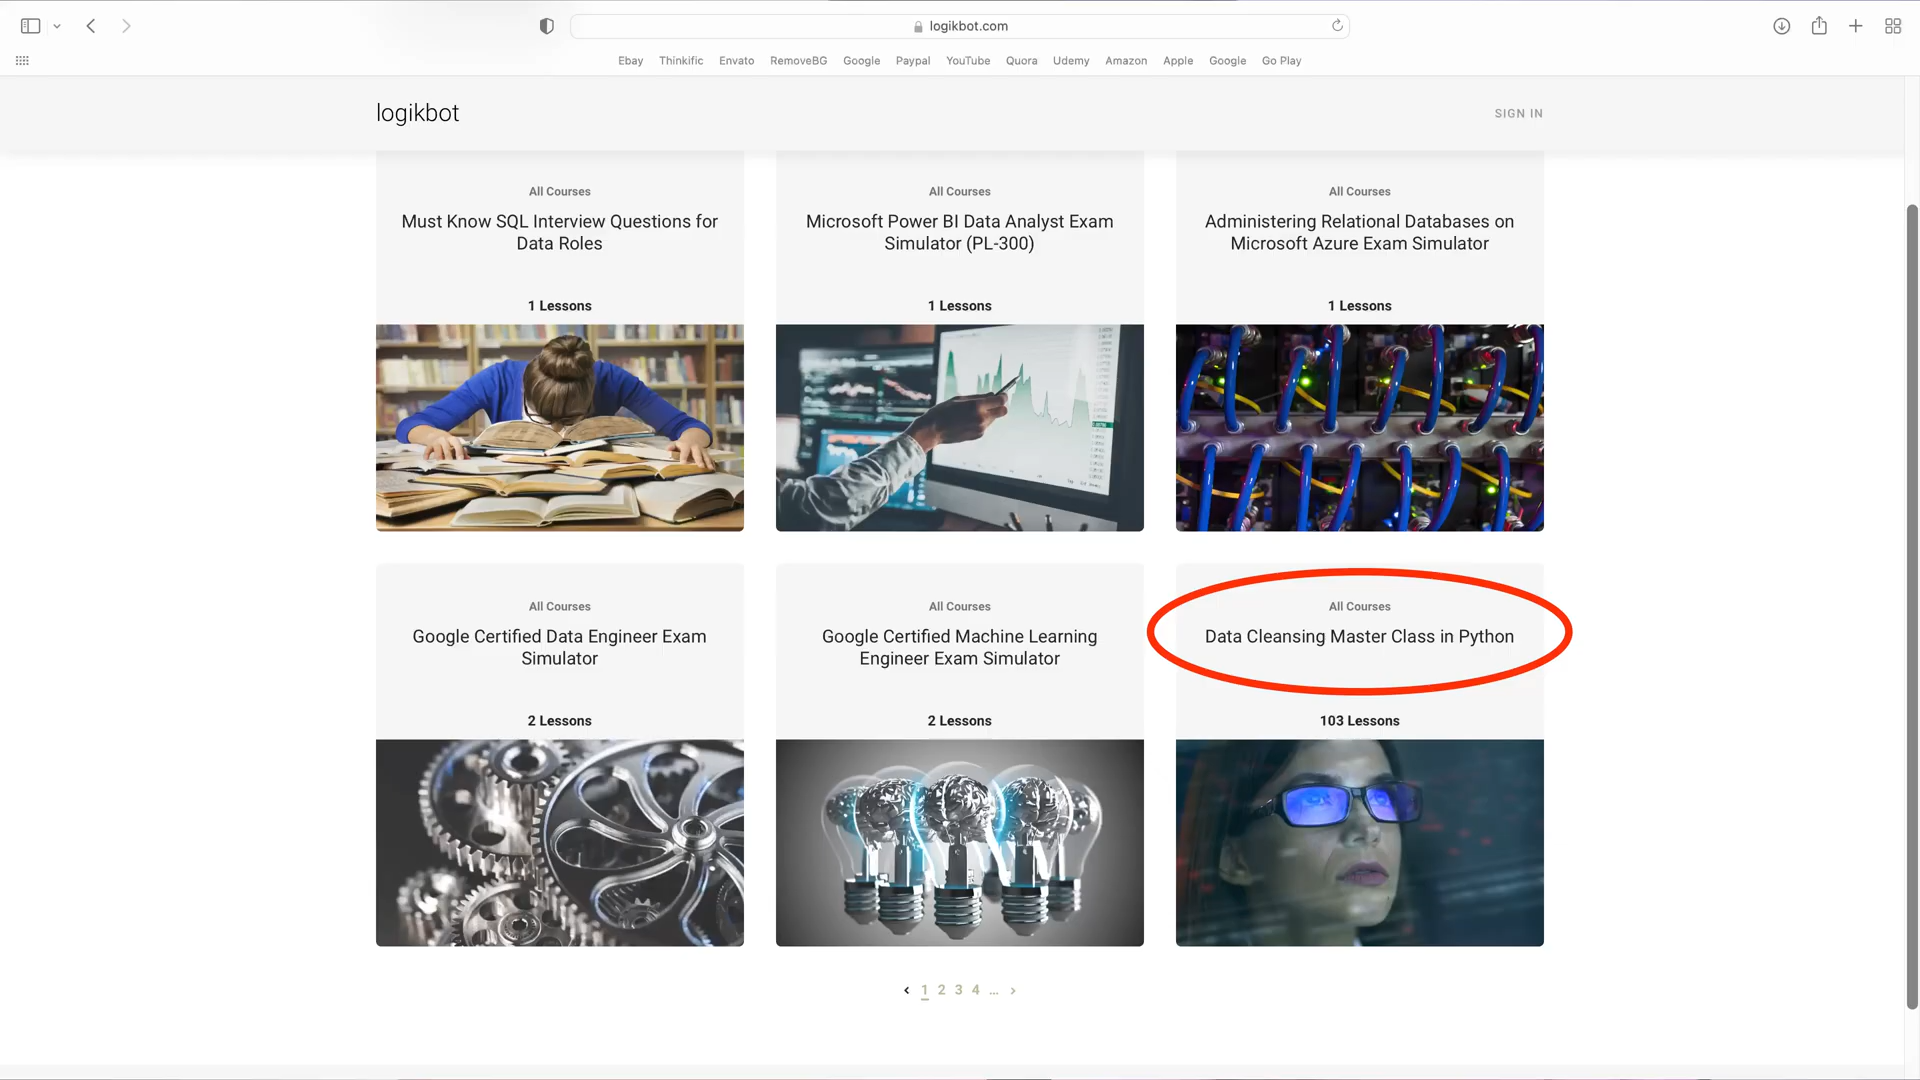 logikbot.com
Ebay Thinkific Envato RemoveBG Google Paypal YouTube Quora Udemy Amazon Apple Google Go Play
logikbot
SIGN IN
All Courses
Must Know SQL Interview Questions for
Data Roles
1 Lessons
All Courses
Microsoft Power BI Data Analyst Exam
Simulator (PL-300)
1 Lessons
All Courses
Administering Relational Databases on
Microsoft Azure Exam Simulator
1 Lessons
All Courses
Google Certified Data Engineer Exam
Simulator
2 Lessons
All Courses
Google Certified Machine Learning
Engineer Exam Simulator
2 Lessons
All Courses
Data Cleansing Master Class in Python
103 Lessons
‹ 1 2 3 4 ... ›